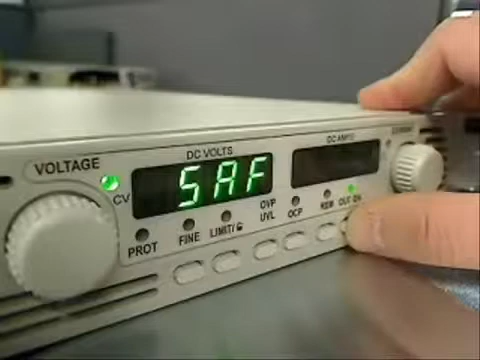 VOLTAGE
DC VOLTS
DC AMPS
CV
SAF
PROT
FINE
LIMIT/
OVP
UVL
OCP
REM
OUT ON